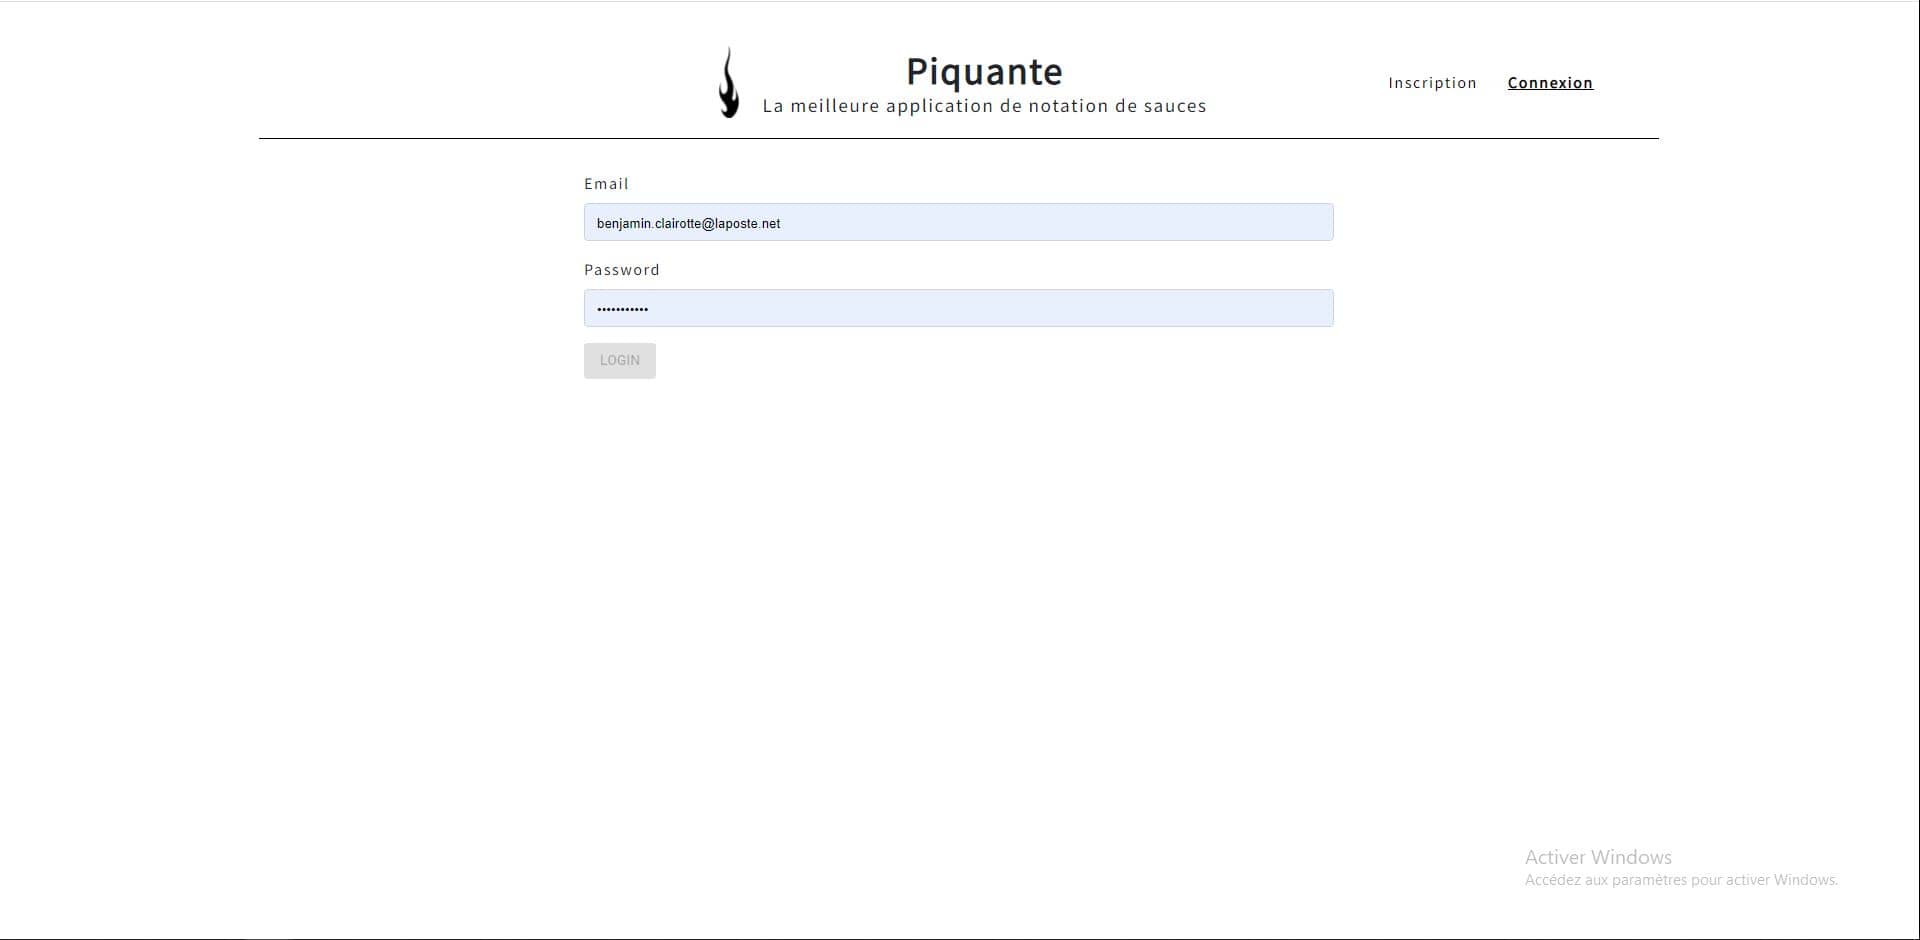 Piquante
La meilleure application de notation de sauces
Inscription
Connexion
Email
benjamin.clairotte@laposte.net
Password
•••••••••••
LOGIN
Activer Windows
Accédez aux paramètres pour activer Windows.